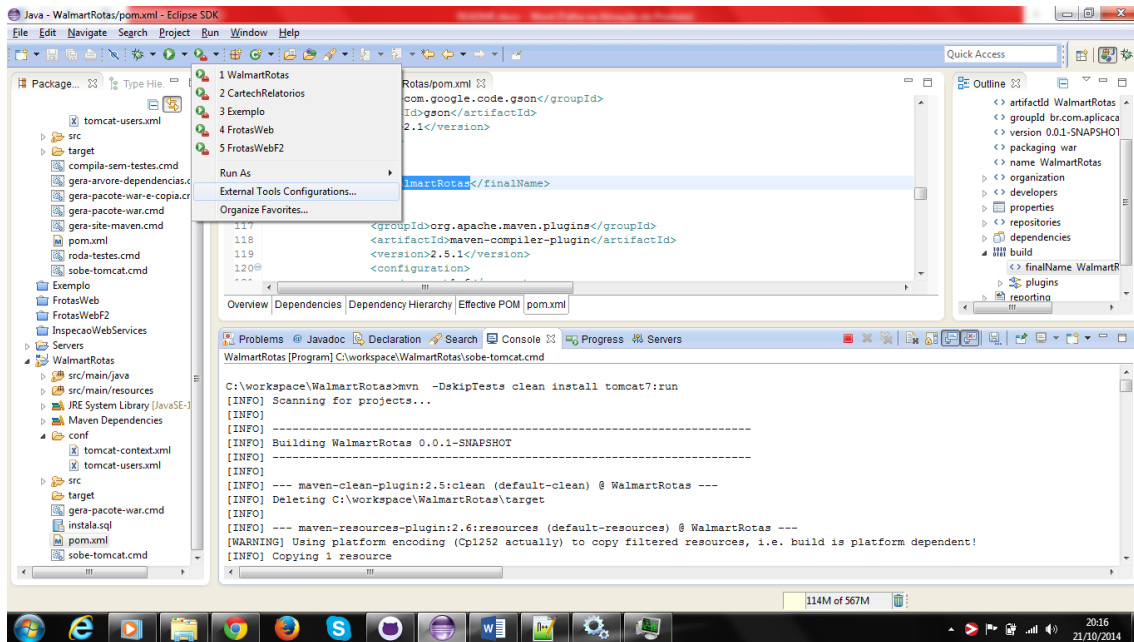 Java - WalmartRotas/pom.xml - Eclipse SDK
File Edit Navigate Search Project Run Window Help
Quick Access
Package...
Type Hie.
tomcat-users.xml
src
target
compila-sem-testes.cmd
gera-arvore-dependencias.c
gera-pacote-war-e-copia.cr
gera-pacote-war.cmd
gera-site-maven.cmd
pom.xml
roda-testes.cmd
sobe-tomcat.cmd
Exemplo
FrotasWeb
FrotasWebF2
InspecaoWebServices
Servers
WalmartRotas
src/main/java
src/main/resources
JRE System Library [JavaSE-1
Maven Dependencies
conf
tomcat-context.xml
tomcat-users.xml
src
target
gera-pacote-war.cmd
instala.sql
pom.xml
sobe-tomcat.cmd
1 WalmartRotas
2 CartechRelatorios
3 Exemplo
4 FrotasWeb
5 FrotasWebF2
Run As
External Tools Configurations...
Organize Favorites...
Rotas/pom.xml
com.google.code.gson</groupId>
Id>gson</artifactId>
2.1</version>
lmartRotas</finalName>
117 <groupId>org.apache.maven.plugins</groupId>
118 <artifactId>maven-compiler-plugin</artifactId>
119 <version>2.5.1</version>
120 <configuration>
Overview Dependencies Dependency Hierarchy Effective POM pom.xml
Outline
artifactId WalmartRotas
groupId br.com.aplicaca
version 0.0.1-SNAPSHOT
packaging war
name WalmartRotas
organization
developers
properties
repositories
dependencies
build
finalName WalmartR
plugins
reporting
Problems @ Javadoc Declaration Search Console Progress Servers
WalmartRotas [Program] C:\workspace\WalmartRotas\sobe-tomcat.cmd
C:\workspace\WalmartRotas>mvn -DskipTests clean install tomcat7:run
[INFO] Scanning for projects...
[INFO]
[INFO] ------------------------------------------------------------------------
[INFO] Building WalmartRotas 0.0.1-SNAPSHOT
[INFO] ------------------------------------------------------------------------
[INFO]
[INFO] --- maven-clean-plugin:2.5:clean (default-clean) @ WalmartRotas ---
[INFO] Deleting C:\workspace\WalmartRotas\target
[INFO]
[INFO] --- maven-resources-plugin:2.6:resources (default-resources) @ WalmartRotas ---
[WARNING] Using platform encoding (Cp1252 actually) to copy filtered resources, i.e. build is platform dependent!
[INFO] Copying 1 resource
114M of 567M
20:16
21/10/2014